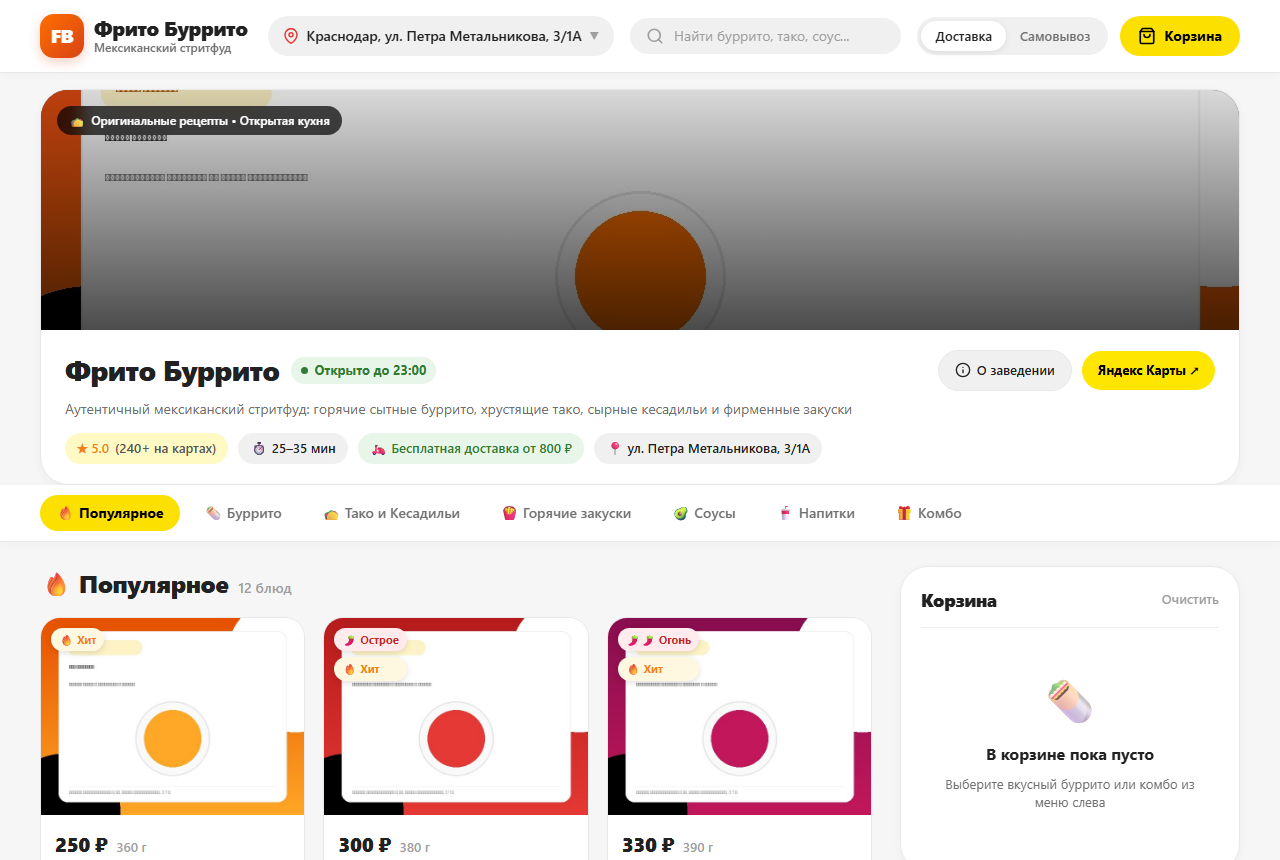 FB
Фрито Буррито
Мексиканский стритфуд
Краснодар, ул. Петра Метальникова, 3/1А ▼
Найти буррито, тако, соус...
Доставка
Самовывоз
Корзина
Оригинальные рецепты • Открытая кухня
Фрито Буррито
Открыто до 23:00
О заведении
Яндекс Карты ↗
Аутентичный мексиканский стритфуд: горячие сытные буррито, хрустящие тако, сырные кесадильи и фирменные закуски
★ 5.0 (240+ на картах)
25–35 мин
Бесплатная доставка от 800 ₽
ул. Петра Метальникова, 3/1А
Популярное
Буррито
Тако и Кесадильи
Горячие закуски
Соусы
Напитки
Комбо
Популярное 12 блюд
Хит
Острое
Хит
Огонь
Хит
250 ₽ 360 г
300 ₽ 380 г
330 ₽ 390 г
Корзина
Очистить
В корзине пока пусто
Выберите вкусный буррито или комбо из
меню слева